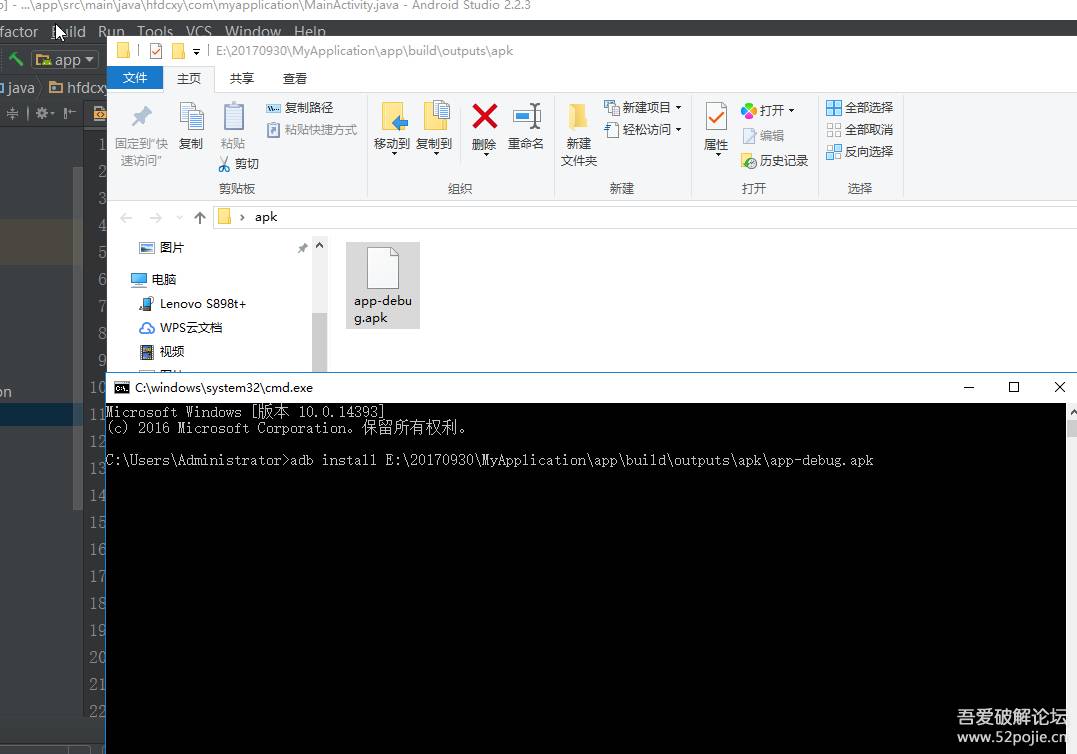 ] - ...\app\src\main\java\hfdcxy\com\myapplication\MainActivity.java - Android Studio 2.2.3
factor Build Run Tools VCS Window Help
E:\20170930\MyApplication\app\build\outputs\apk
app
文件 主页 共享 查看
java hfdcxy
固定到“快速访问”
复制
粘贴
复制路径
粘贴快捷方式
剪切
剪贴板
移动到
复制到
删除
重命名
组织
新建
文件夹
新建项目
轻松访问
新建
属性
打开
编辑
历史记录
打开
全部选择
全部取消
反向选择
选择
apk
图片
电脑
Lenovo S898t+
WPS云文档
视频
app-debu
g.apk
1
2
3
4
5
6
7
8
9
10
11
12
13
14
15
16
17
18
19
20
21
22
on
C:\windows\system32\cmd.exe
Microsoft Windows [版本 10.0.14393]
(c) 2016 Microsoft Corporation。保留所有权利。
C:\Users\Administrator>adb install E:\20170930\MyApplication\app\build\outputs\apk\app-debug.apk
吾爱破解论坛
www.52pojie.cn